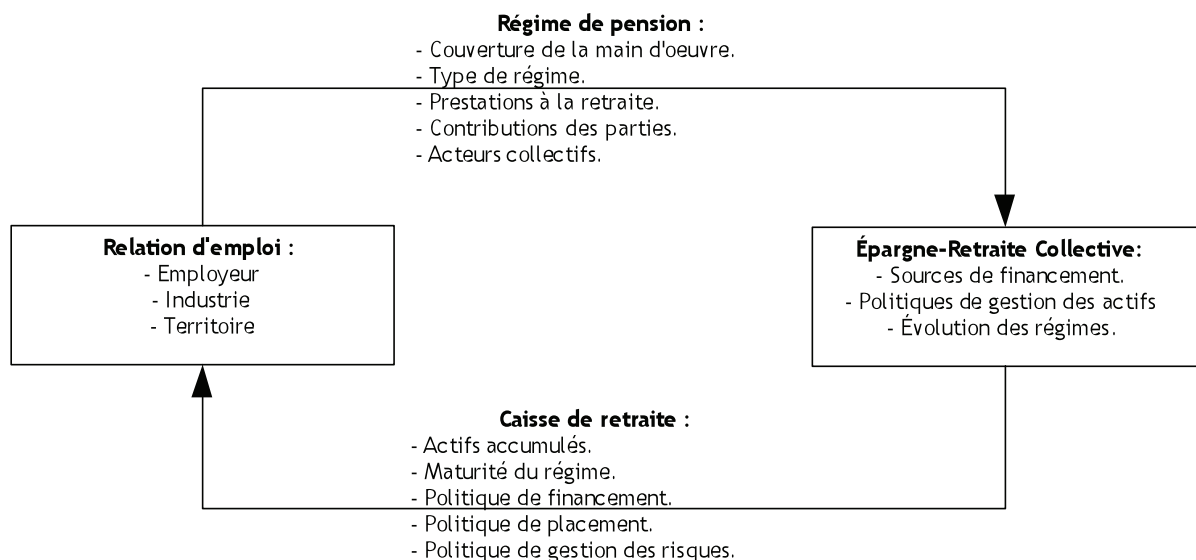 Régime de pension :
- Couverture de la main d'oeuvre.
- Type de régime.
- Prestations à la retraite.
- Contributions des parties.
- Acteurs collectifs.
Relation d'emploi :
- Employeur
- Industrie
- Territoire
Épargne-Retraite Collective:
- Sources de financement.
- Politiques de gestion des actifs
- Évolution des régimes.
Caisse de retraite :
- Actifs accumulés.
- Maturité du régime.
- Politique de financement.
- Politique de placement.
- Politique de gestion des risques.